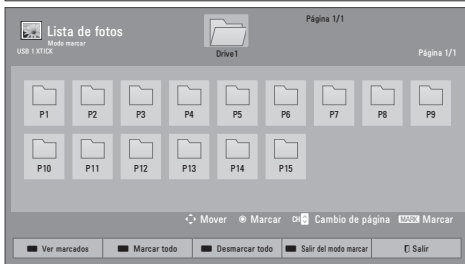 Página 1/1
Lista de fotos
Modo marcar
USB 1 XTICK
Drive1
Página 1/1
P1 P2 P3 P4 P5 P6 P7 P8 P9
P10 P11 P12 P13 P14 P15
Mover Marcar CH Cambio de página MARK Marcar
Ver marcados Marcar todo Desmarcar todo Salir del modo marcar Salir